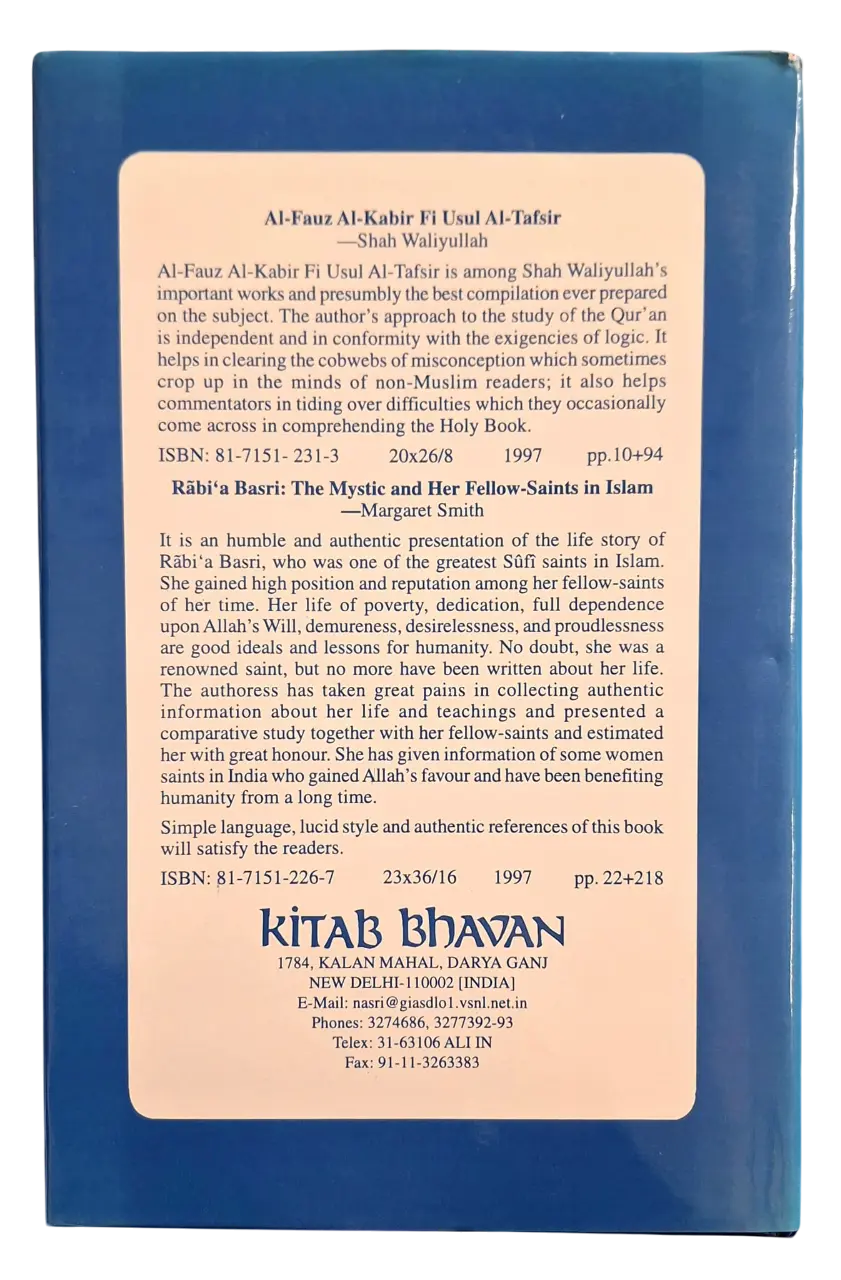 Al-Fauz Al-Kabir Fi Usul Al-Tafsir
—Shah Waliyullah
Al-Fauz Al-Kabir Fi Usul Al-Tafsir is among Shah Waliyullah's
important works and presumbly the best compilation ever prepared
on the subject. The author's approach to the study of the Qur'an
is independent and in conformity with the exigencies of logic. It
helps in clearing the cobwebs of misconception which sometimes
crop up in the minds of non-Muslim readers; it also helps
commentators in tiding over difficulties which they occasionally
come across in comprehending the Holy Book.
ISBN: 81-7151- 231-3 20x26/8 1997 pp.10+94
Rãbi‘a Basri: The Mystic and Her Fellow-Saints in Islam
—Margaret Smith
It is an humble and authentic presentation of the life story of
Rãbi‘a Basri, who was one of the greatest Sûfî saints in Islam.
She gained high position and reputation among her fellow-saints
of her time. Her life of poverty, dedication, full dependence
upon Allah's Will, demureness, desirelessness, and proudlessness
are good ideals and lessons for humanity. No doubt, she was a
renowned saint, but no more have been written about her life.
The authoress has taken great pains in collecting authentic
information about her life and teachings and presented a
comparative study together with her fellow-saints and estimated
her with great honour. She has given information of some women
saints in India who gained Allah's favour and have been benefiting
humanity from a long time.
Simple language, lucid style and authentic references of this book
will satisfy the readers.
ISBN: 81-7151-226-7 23x36/16 1997 pp. 22+218
KITAB BHAVAN
1784, KALAN MAHAL, DARYA GANJ
NEW DELHI-110002 [INDIA]
E-Mail: nasri@giasdlo1.vsnl.net.in
Phones: 3274686, 3277392-93
Telex: 31-63106 ALI IN
Fax: 91-11-3263383